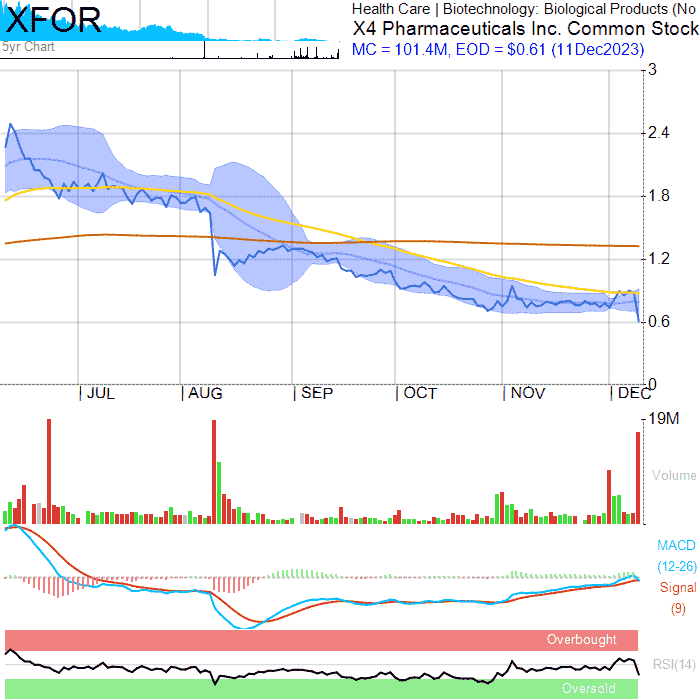 XFOR
Health Care | Biotechnology: Biological Products (No
X4 Pharmaceuticals Inc. Common Stock
5yr Chart
MC = 101.4M, EOD = $0.61 (11Dec2023)
3
2.4
1.8
1.2
0.6
0
| JUL | AUG | SEP | OCT | NOV | DEC
19M
Volume
MACD
(12-26)
Signal
(9)
Overbought
RSI(14)
Oversold